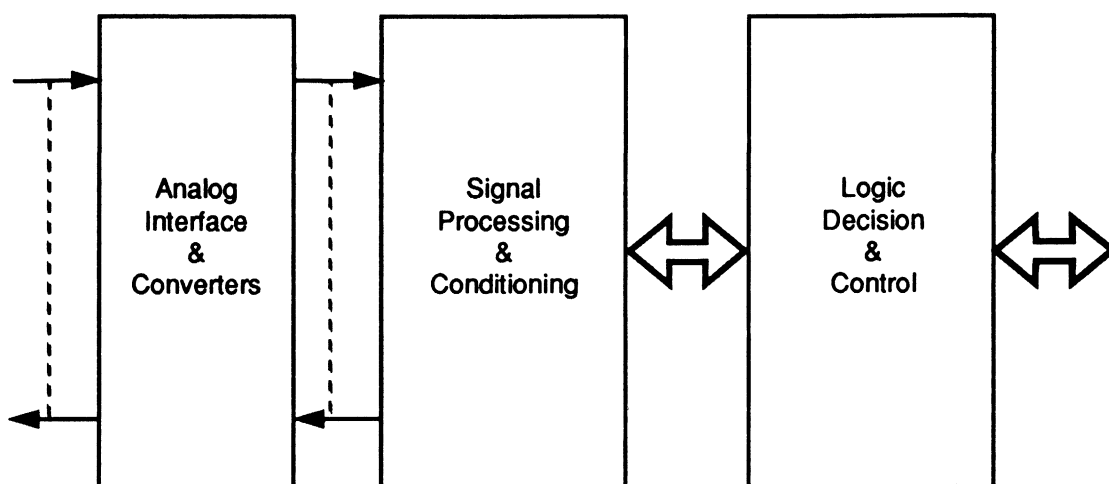 Analog
Interface
&
Converters
Signal
Processing
&
Conditioning
Logic
Decision
&
Control